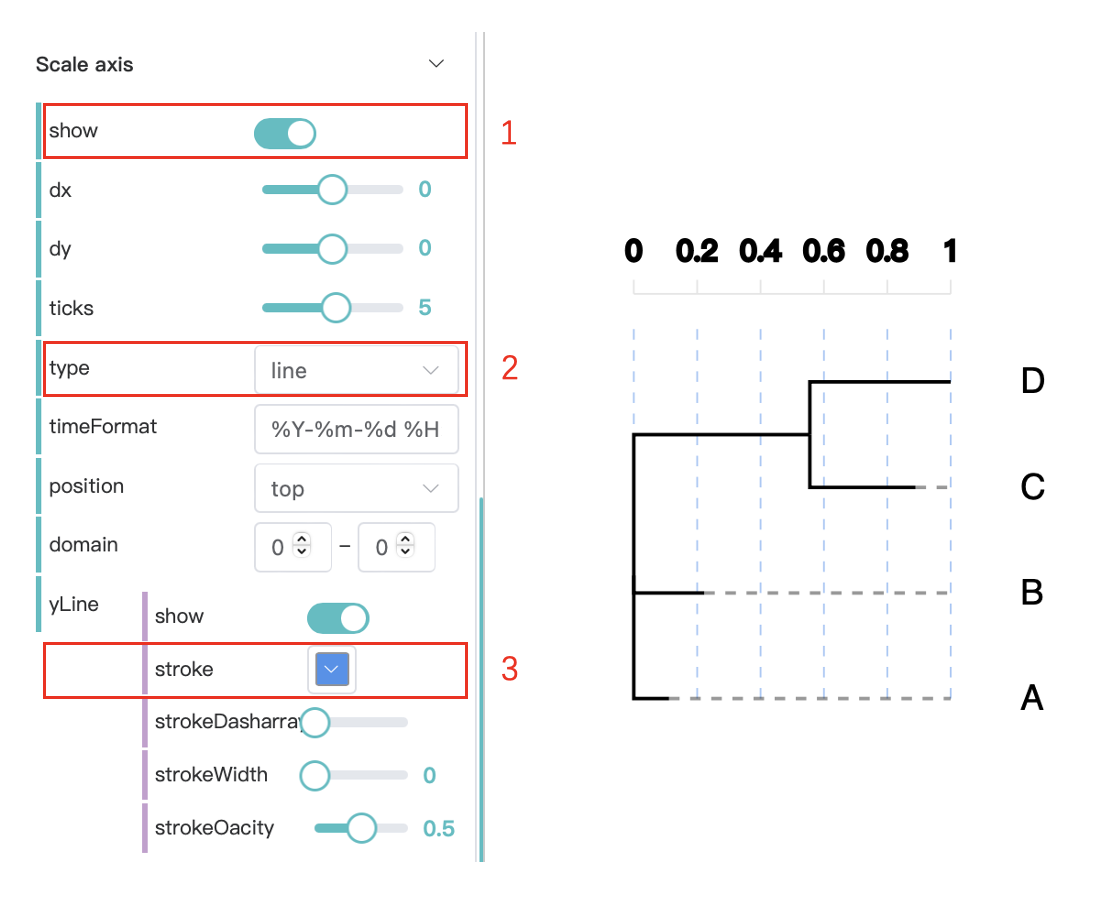 Scale axis
show 1
dx 0
dy 0
ticks 5
type line 2
timeFormat %Y-%m-%d %H
position top
domain 0 – 0
yLine show
stroke 3
strokeDasharray
strokeWidth 0
strokeOacity 0.5
0 0.2 0.4 0.6 0.8 1
D
C
B
A